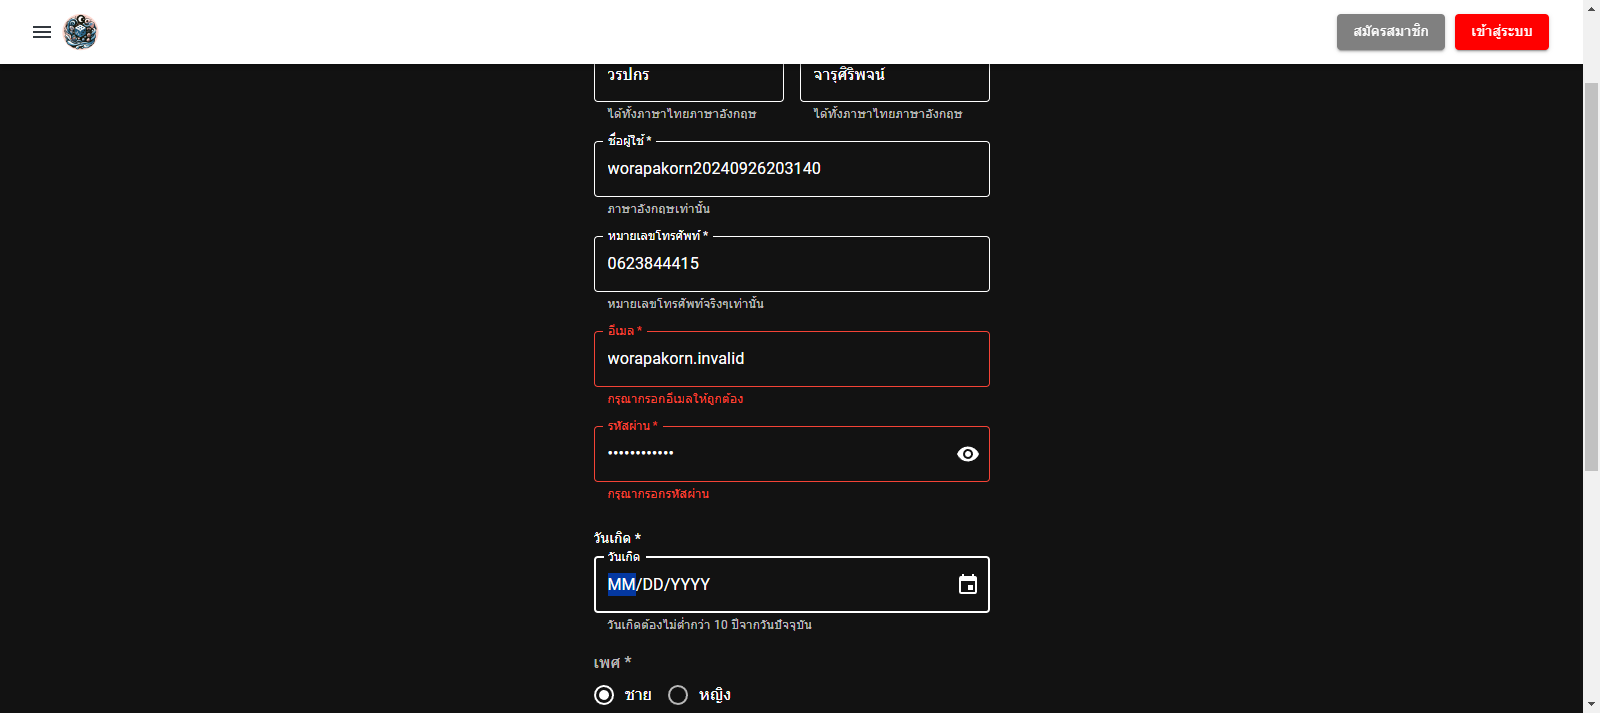 สมัครสมาชิก เข้าสู่ระบบ
วรปกร จารุศิริพจน์
ได้ทั้งภาษาไทยภาษาอังกฤษ ได้ทั้งภาษาไทยภาษาอังกฤษ
ชื่อผู้ใช้ *
worapakorn20240926203140
ภาษาอังกฤษเท่านั้น
หมายเลขโทรศัพท์ *
0623844415
หมายเลขโทรศัพท์จริงๆเท่านั้น
อีเมล *
worapakorn.invalid
กรุณากรอกอีเมลให้ถูกต้อง
รหัสผ่าน *
••••••••••••
กรุณากรอกรหัสผ่าน
วันเกิด *
วันเกิด
MM/DD/YYYY
วันเกิดต้องไม่ต่ำกว่า 10 ปีจากวันปัจจุบัน
เพศ *
ชาย หญิง